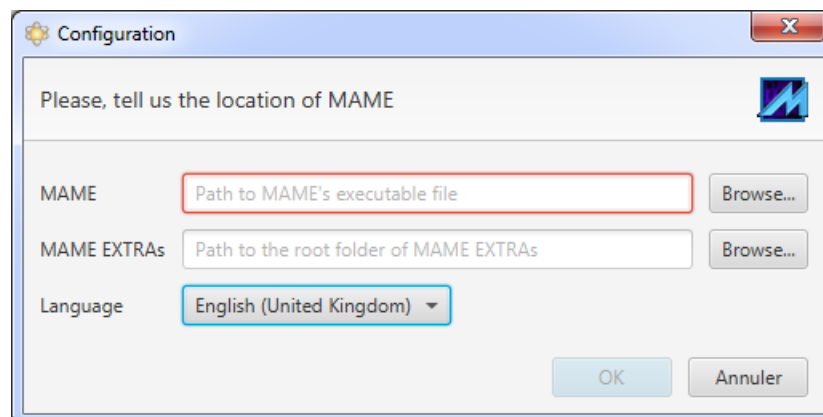 Configuration
Please, tell us the location of MAME
MAME Path to MAME's executable file Browse...
MAME EXTRAs Path to the root folder of MAME EXTRAs Browse...
Language English (United Kingdom)
OK Annuler